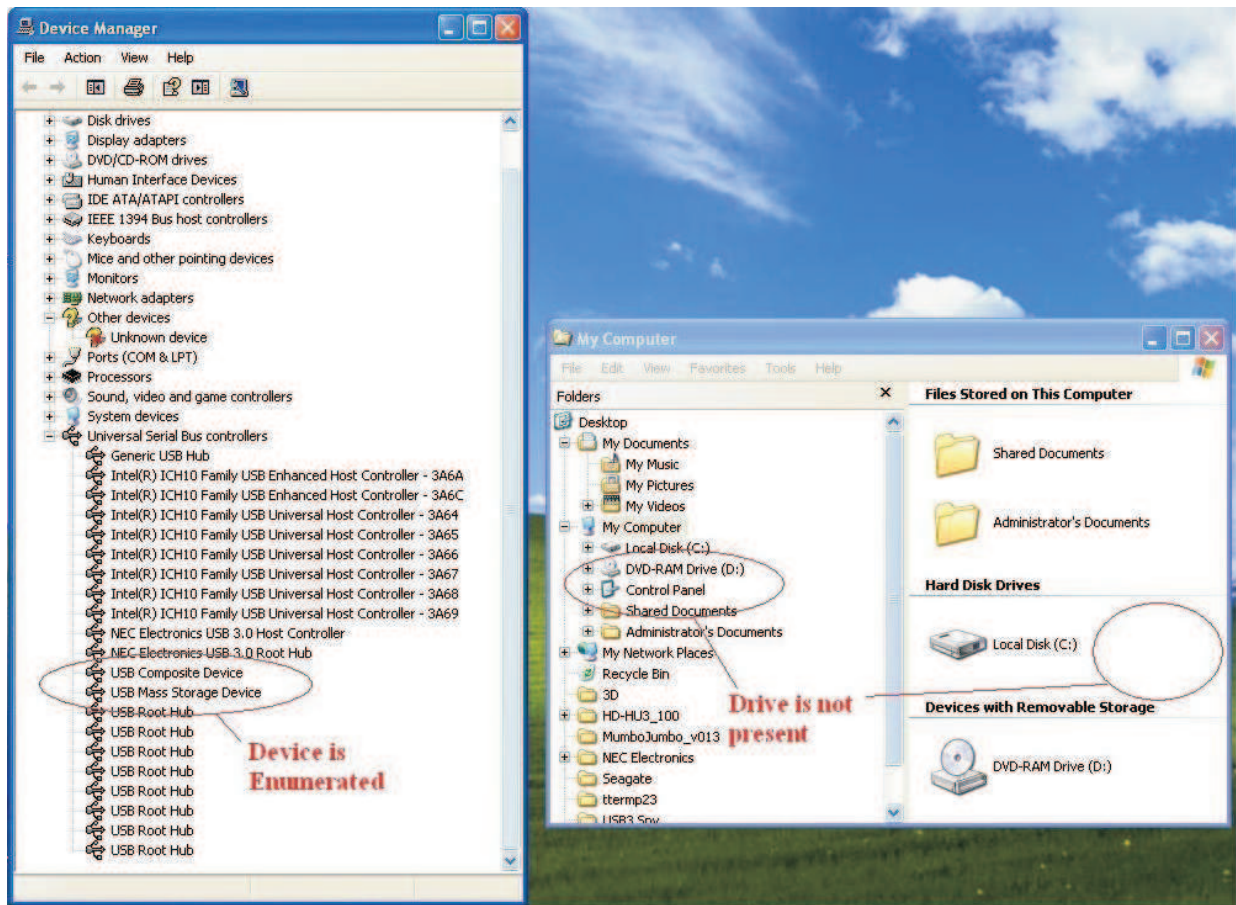 Device Manager
File Action View Help
Disk drives
Display adapters
DVD/CD-ROM drives
Human Interface Devices
IDE ATA/ATAPI controllers
IEEE 1394 Bus host controllers
Keyboards
Mice and other pointing devices
Monitors
Network adapters
Other devices
Unknown device
Ports (COM & LPT)
Processors
Sound, video and game controllers
System devices
Universal Serial Bus controllers
Generic USB Hub
Intel(R) ICH10 Family USB Enhanced Host Controller - 3A6A
Intel(R) ICH10 Family USB Enhanced Host Controller - 3A6C
Intel(R) ICH10 Family USB Universal Host Controller - 3A64
Intel(R) ICH10 Family USB Universal Host Controller - 3A65
Intel(R) ICH10 Family USB Universal Host Controller - 3A66
Intel(R) ICH10 Family USB Universal Host Controller - 3A67
Intel(R) ICH10 Family USB Universal Host Controller - 3A68
Intel(R) ICH10 Family USB Universal Host Controller - 3A69
NEC Electronics USB 3.0 Host Controller
NEC Electronics USB 3.0 Root Hub
USB Composite Device
USB Mass Storage Device
USB Root Hub
USB Root Hub
USB Root Hub
USB Root Hub
USB Root Hub
USB Root Hub
USB Root Hub
USB Root Hub
Device is
Enumerated
My Computer
File Edit View Favorites Tools Help
Folders
Desktop
My Documents
My Music
My Pictures
My Videos
My Computer
Local Disk (C:)
DVD-RAM Drive (D:)
Control Panel
Shared Documents
Administrator's Documents
My Network Places
Recycle Bin
3D
HD-HU3_100
MumboJumbo_v013
NEC Electronics
Seagate
ttermp23
USB3 Spy
Drive is not
present
Files Stored on This Computer
Shared Documents
Administrator's Documents
Hard Disk Drives
Local Disk (C:)
Devices with Removable Storage
DVD-RAM Drive (D:)